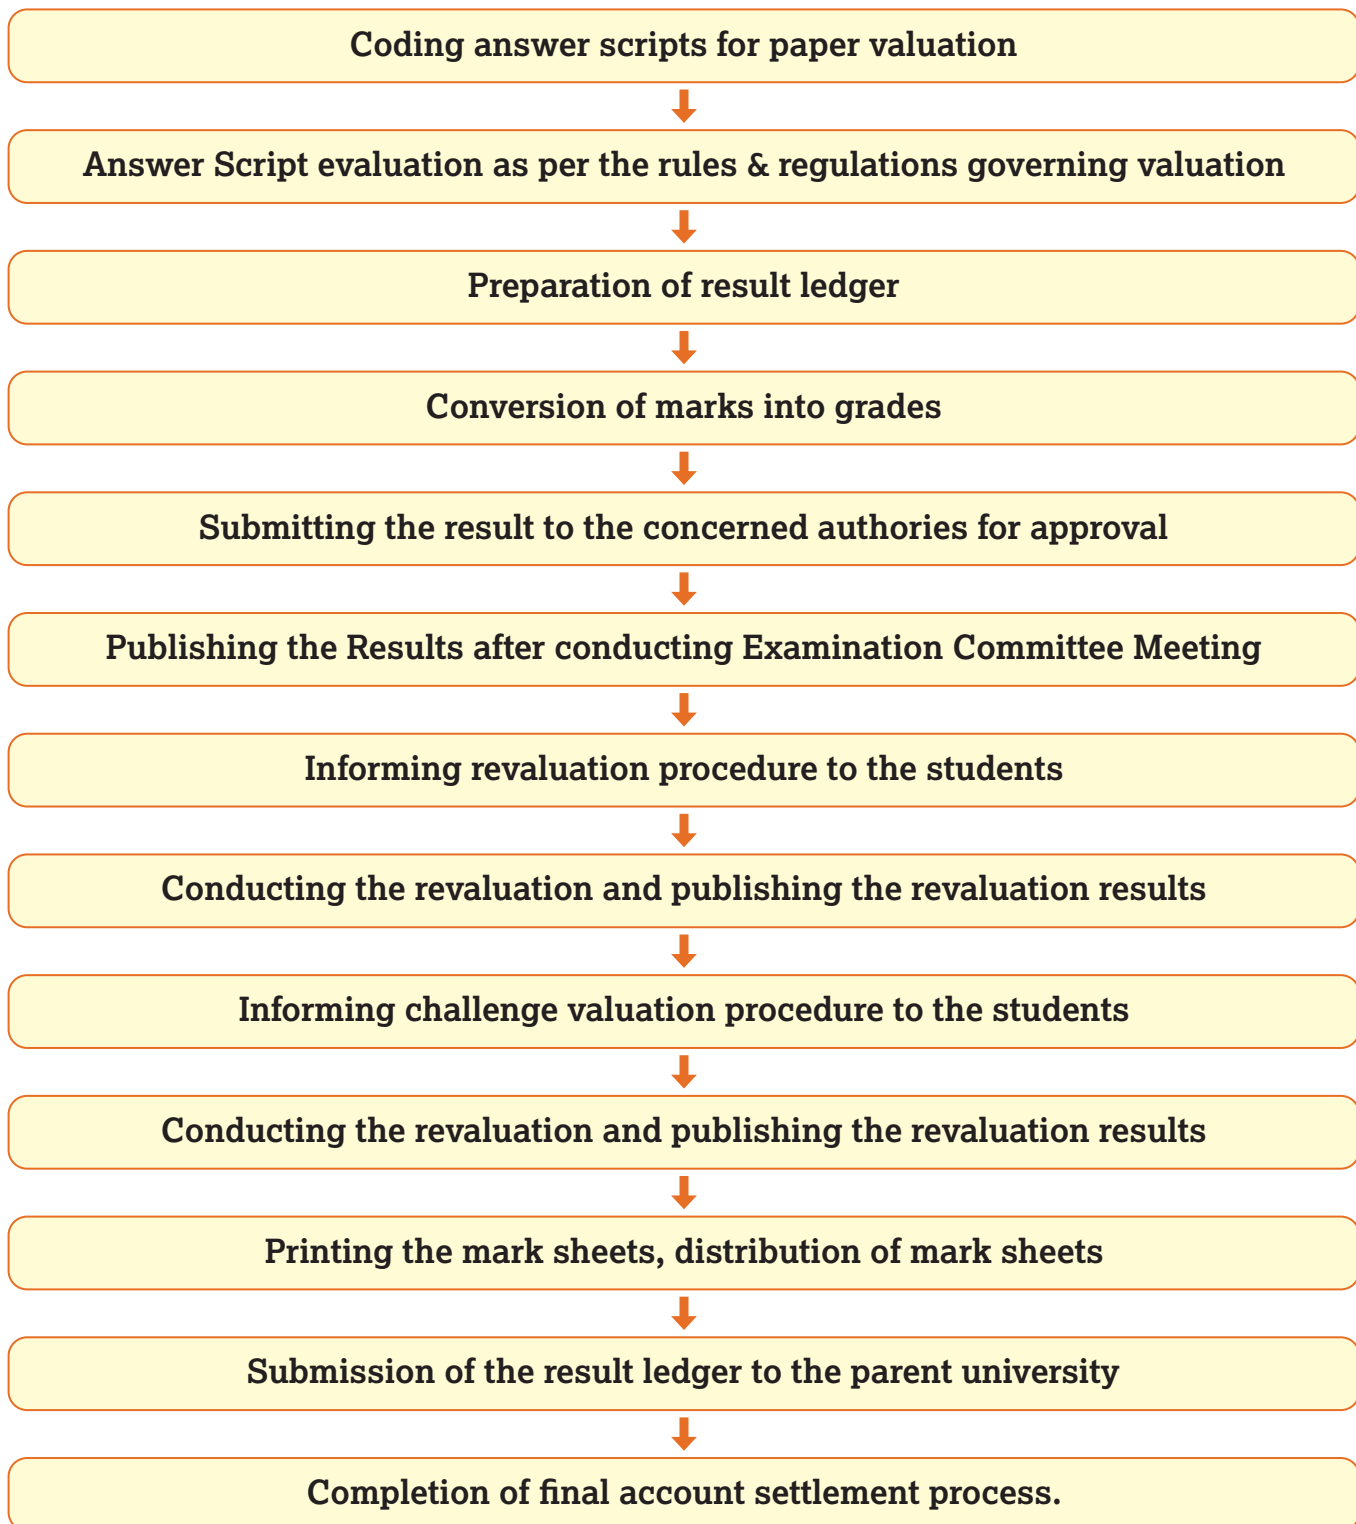 Coding answer scripts for paper valuation
Answer Script evaluation as per the rules & regulations governing valuation
Preparation of result ledger
Conversion of marks into grades
Submitting the result to the concerned authories for approval
Publishing the Results after conducting Examination Committee Meeting
Informing revaluation procedure to the students
Conducting the revaluation and publishing the revaluation results
Informing challenge valuation procedure to the students
Conducting the revaluation and publishing the revaluation results
Printing the mark sheets, distribution of mark sheets
Submission of the result ledger to the parent university
Completion of final account settlement process.